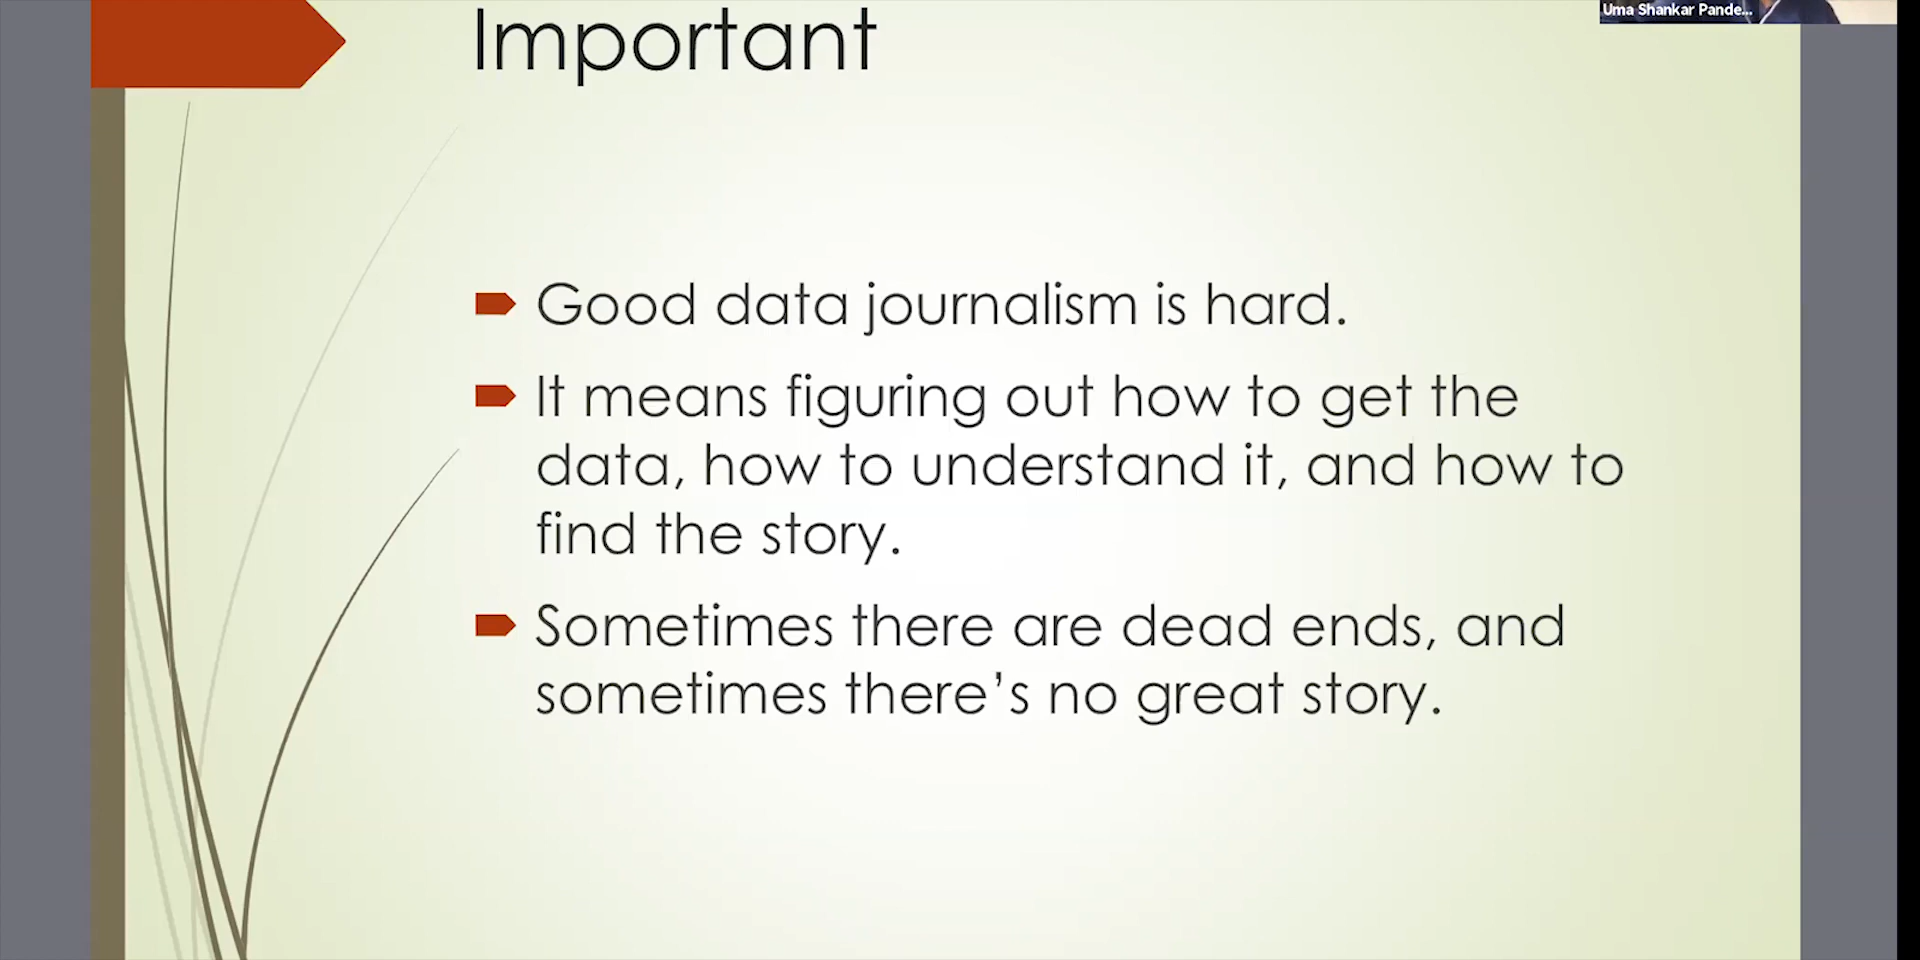 Uma Shankar Pande...
Important
Good data journalism is hard.
It means figuring out how to get the
data, how to understand it, and how to
find the story.
Sometimes there are dead ends, and
sometimes there’s no great story.